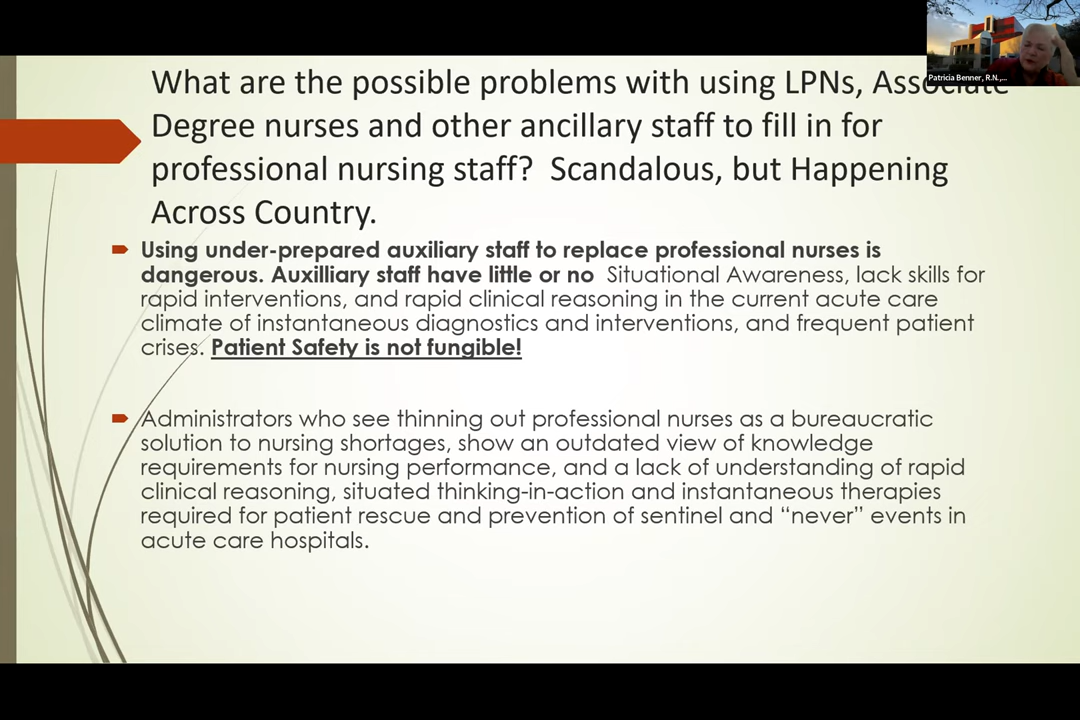 What are the possible problems with using LPNs, Associate
Degree nurses and other ancillary staff to fill in for
professional nursing staff?  Scandalous, but Happening
Across Country.
Using under-prepared auxiliary staff to replace professional nurses is
dangerous. Auxilliary staff have little or no  Situational Awareness, lack skills for
rapid interventions, and rapid clinical reasoning in the current acute care
climate of instantaneous diagnostics and interventions, and frequent patient
crises. Patient Safety is not fungible!
Administrators who see thinning out professional nurses as a bureaucratic
solution to nursing shortages, show an outdated view of knowledge
requirements for nursing performance, and a lack of understanding of rapid
clinical reasoning, situated thinking-in-action and instantaneous therapies
required for patient rescue and prevention of sentinel and “never” events in
acute care hospitals.
Patricia Benner, R.N.,...